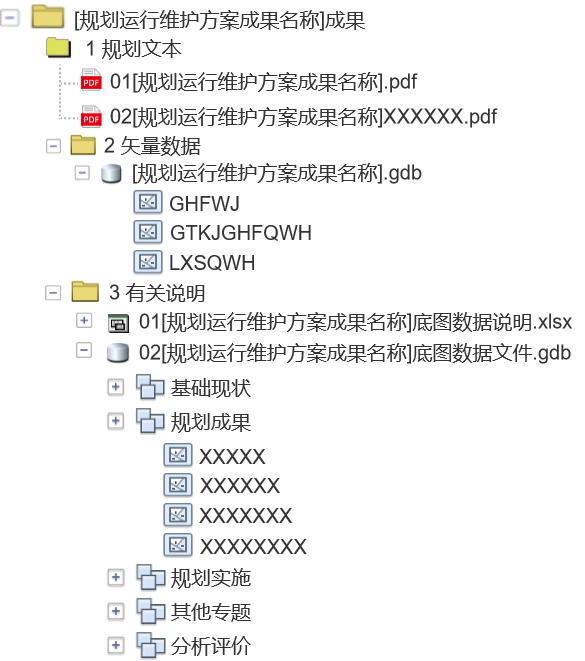 [规划运行维护方案成果名称]成果
1 规划文本
PDF 01[规划运行维护方案成果名称].pdf
PDF 02[规划运行维护方案成果名称]XXXXXX.pdf
2 矢量数据
[规划运行维护方案成果名称].gdb
GHFWJ
GTKJGHFQWH
LXSQWH
3 有关说明
01[规划运行维护方案成果名称]底图数据说明.xlsx
02[规划运行维护方案成果名称]底图数据文件.gdb
基础现状
规划成果
XXXXX
XXXXXX
XXXXXXX
XXXXXXXX
规划实施
其他专题
分析评价